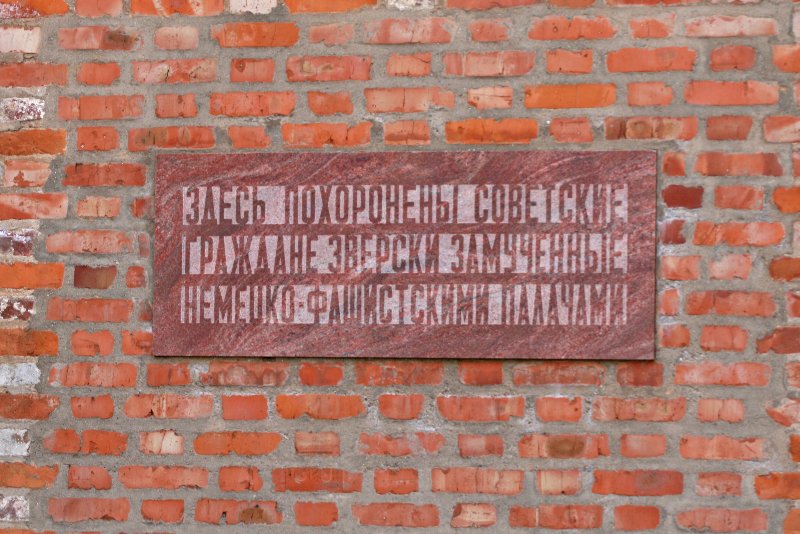 ЗДЕСЬ ПОХОРОНЕНЫ СОВЕТСКИЕ
ГРАЖДАНЕ ЗВЕРСКИ ЗАМУЧЕННЫЕ
НЕМЕЦКО-ФАШИСТСКИМИ ПАЛАЧАМИ